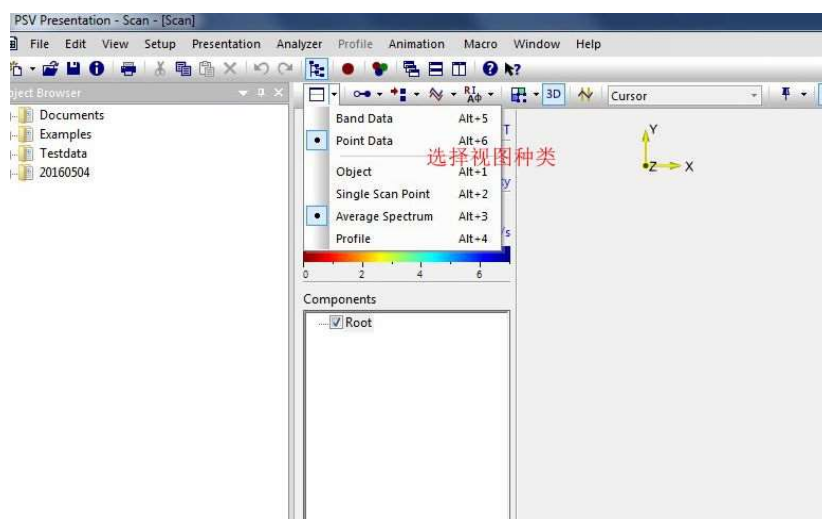 PSV Presentation - Scan - [Scan]
File Edit View Setup Presentation Analyzer Profile Animation Macro Window Help
ject Browser
3D
Cursor
Documents
Examples
Testdata
20160504
Band Data Alt+5
Point Data Alt+6
选择视图种类
Object Alt+1
Single Scan Point Alt+2
Average Spectrum Alt+3
Profile Alt+4
0 2 4 6
Components
Root
Y
Z X